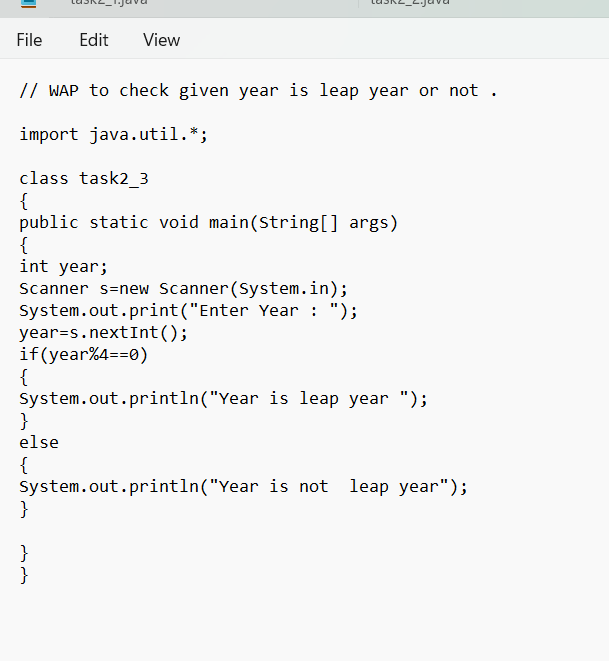 task2_1.java task2_2.java
File Edit View
// WAP to check given year is leap year or not .
import java.util.*;
class task2_3
{
public static void main(String[] args)
{
int year;
Scanner s=new Scanner(System.in);
System.out.print("Enter Year : ");
year=s.nextInt();
if(year%4==0)
{
System.out.println("Year is leap year ");
}
else
{
System.out.println("Year is not  leap year");
}
}
}